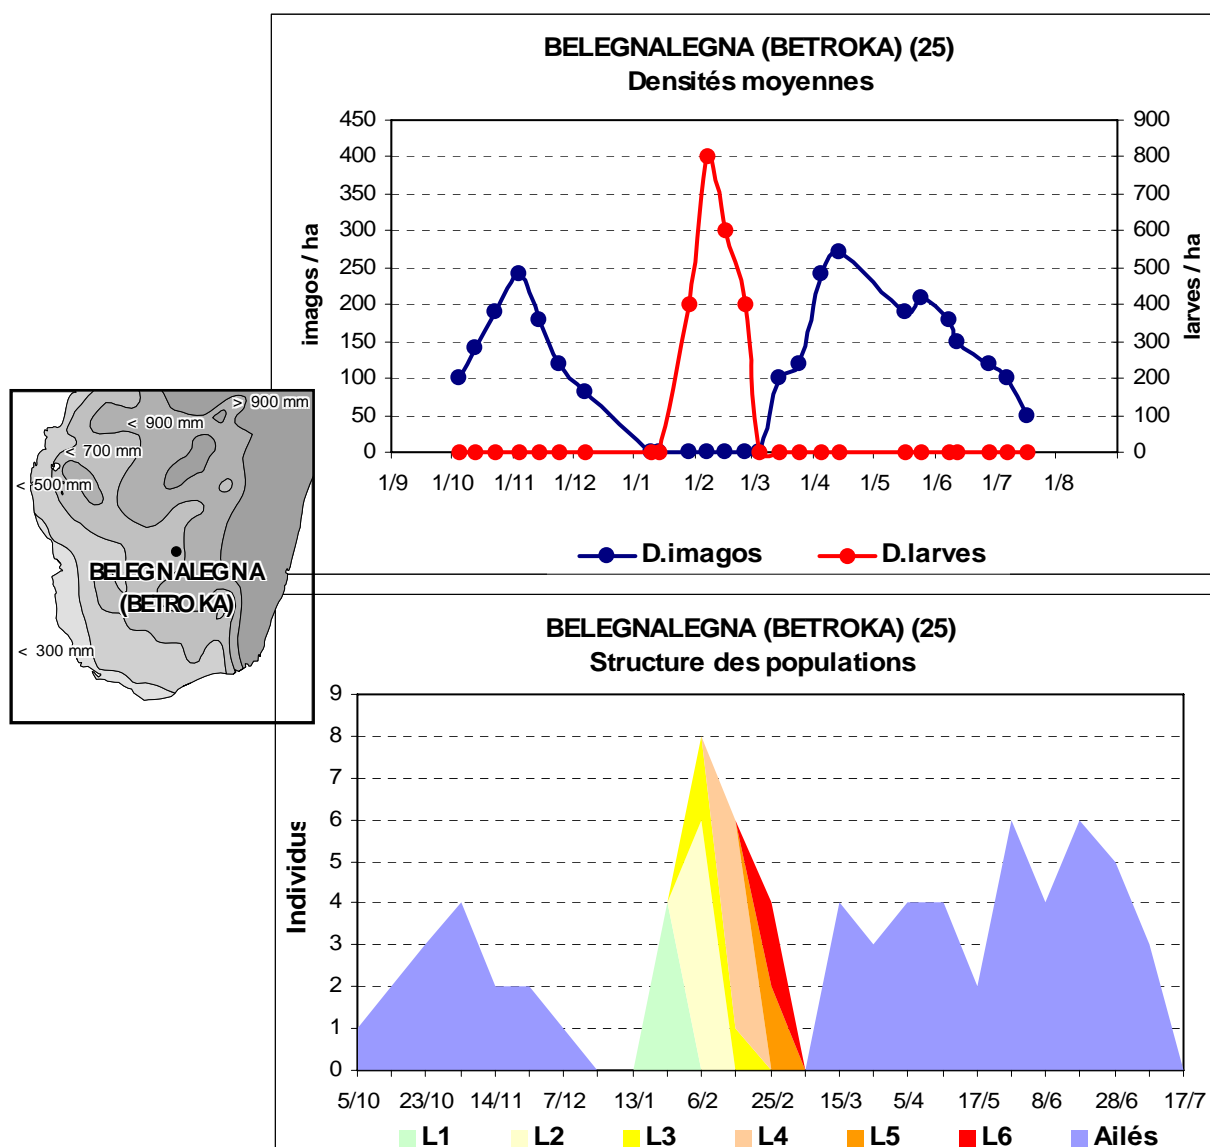 BELEGNALEGNA (BETROKA) (25)
Densités moyennes
450 900
400 800
350 700
300 600
250 500
200 400
150 300
100 200
50 100
0 0
imagos / ha
larves / ha
1/9 1/10 1/11 1/12 1/1 1/2 1/3 1/4 1/5 1/6 1/7 1/8
D.imagos D.larves
> 900 mm
< 900 mm
< 700 mm
< 500 mm
BELEGNALEGNA
(BETROKA)
< 300 mm
BELEGNALEGNA (BETROKA) (25)
Structure des populations
9
8
7
6
5
4
3
2
1
0
Individus
5/10 23/10 14/11 7/12 13/1 6/2 25/2 15/3 5/4 17/5 8/6 28/6 17/7
L1 L2 L3 L4 L5 L6 Ailés